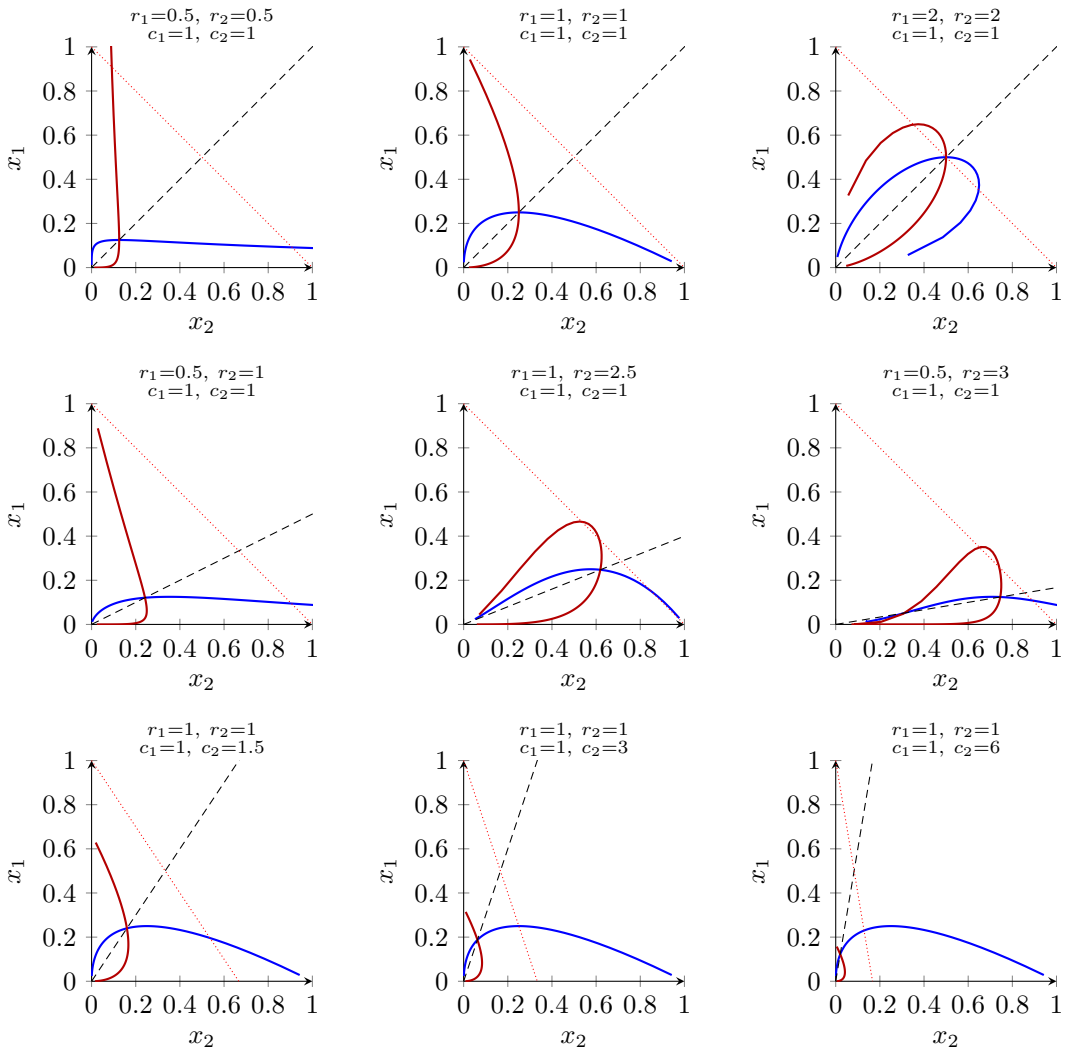 r₁=0.5, r₂=0.5
c₁=1, c₂=1
1
0.8
0.6
0.4
0.2
0
x₁
0 0.2 0.4 0.6 0.8 1
x₂
r₁=1, r₂=1
c₁=1, c₂=1
1
0.8
0.6
0.4
0.2
0
x₁
0 0.2 0.4 0.6 0.8 1
x₂
r₁=2, r₂=2
c₁=1, c₂=1
1
0.8
0.6
0.4
0.2
0
x₁
0 0.2 0.4 0.6 0.8 1
x₂
r₁=0.5, r₂=1
c₁=1, c₂=1
1
0.8
0.6
0.4
0.2
0
x₁
0 0.2 0.4 0.6 0.8 1
x₂
r₁=1, r₂=2.5
c₁=1, c₂=1
1
0.8
0.6
0.4
0.2
0
x₁
0 0.2 0.4 0.6 0.8 1
x₂
r₁=0.5, r₂=3
c₁=1, c₂=1
1
0.8
0.6
0.4
0.2
0
x₁
0 0.2 0.4 0.6 0.8 1
x₂
r₁=1, r₂=1
c₁=1, c₂=1.5
1
0.8
0.6
0.4
0.2
0
x₁
0 0.2 0.4 0.6 0.8 1
x₂
r₁=1, r₂=1
c₁=1, c₂=3
1
0.8
0.6
0.4
0.2
0
x₁
0 0.2 0.4 0.6 0.8 1
x₂
r₁=1, r₂=1
c₁=1, c₂=6
1
0.8
0.6
0.4
0.2
0
x₁
0 0.2 0.4 0.6 0.8 1
x₂